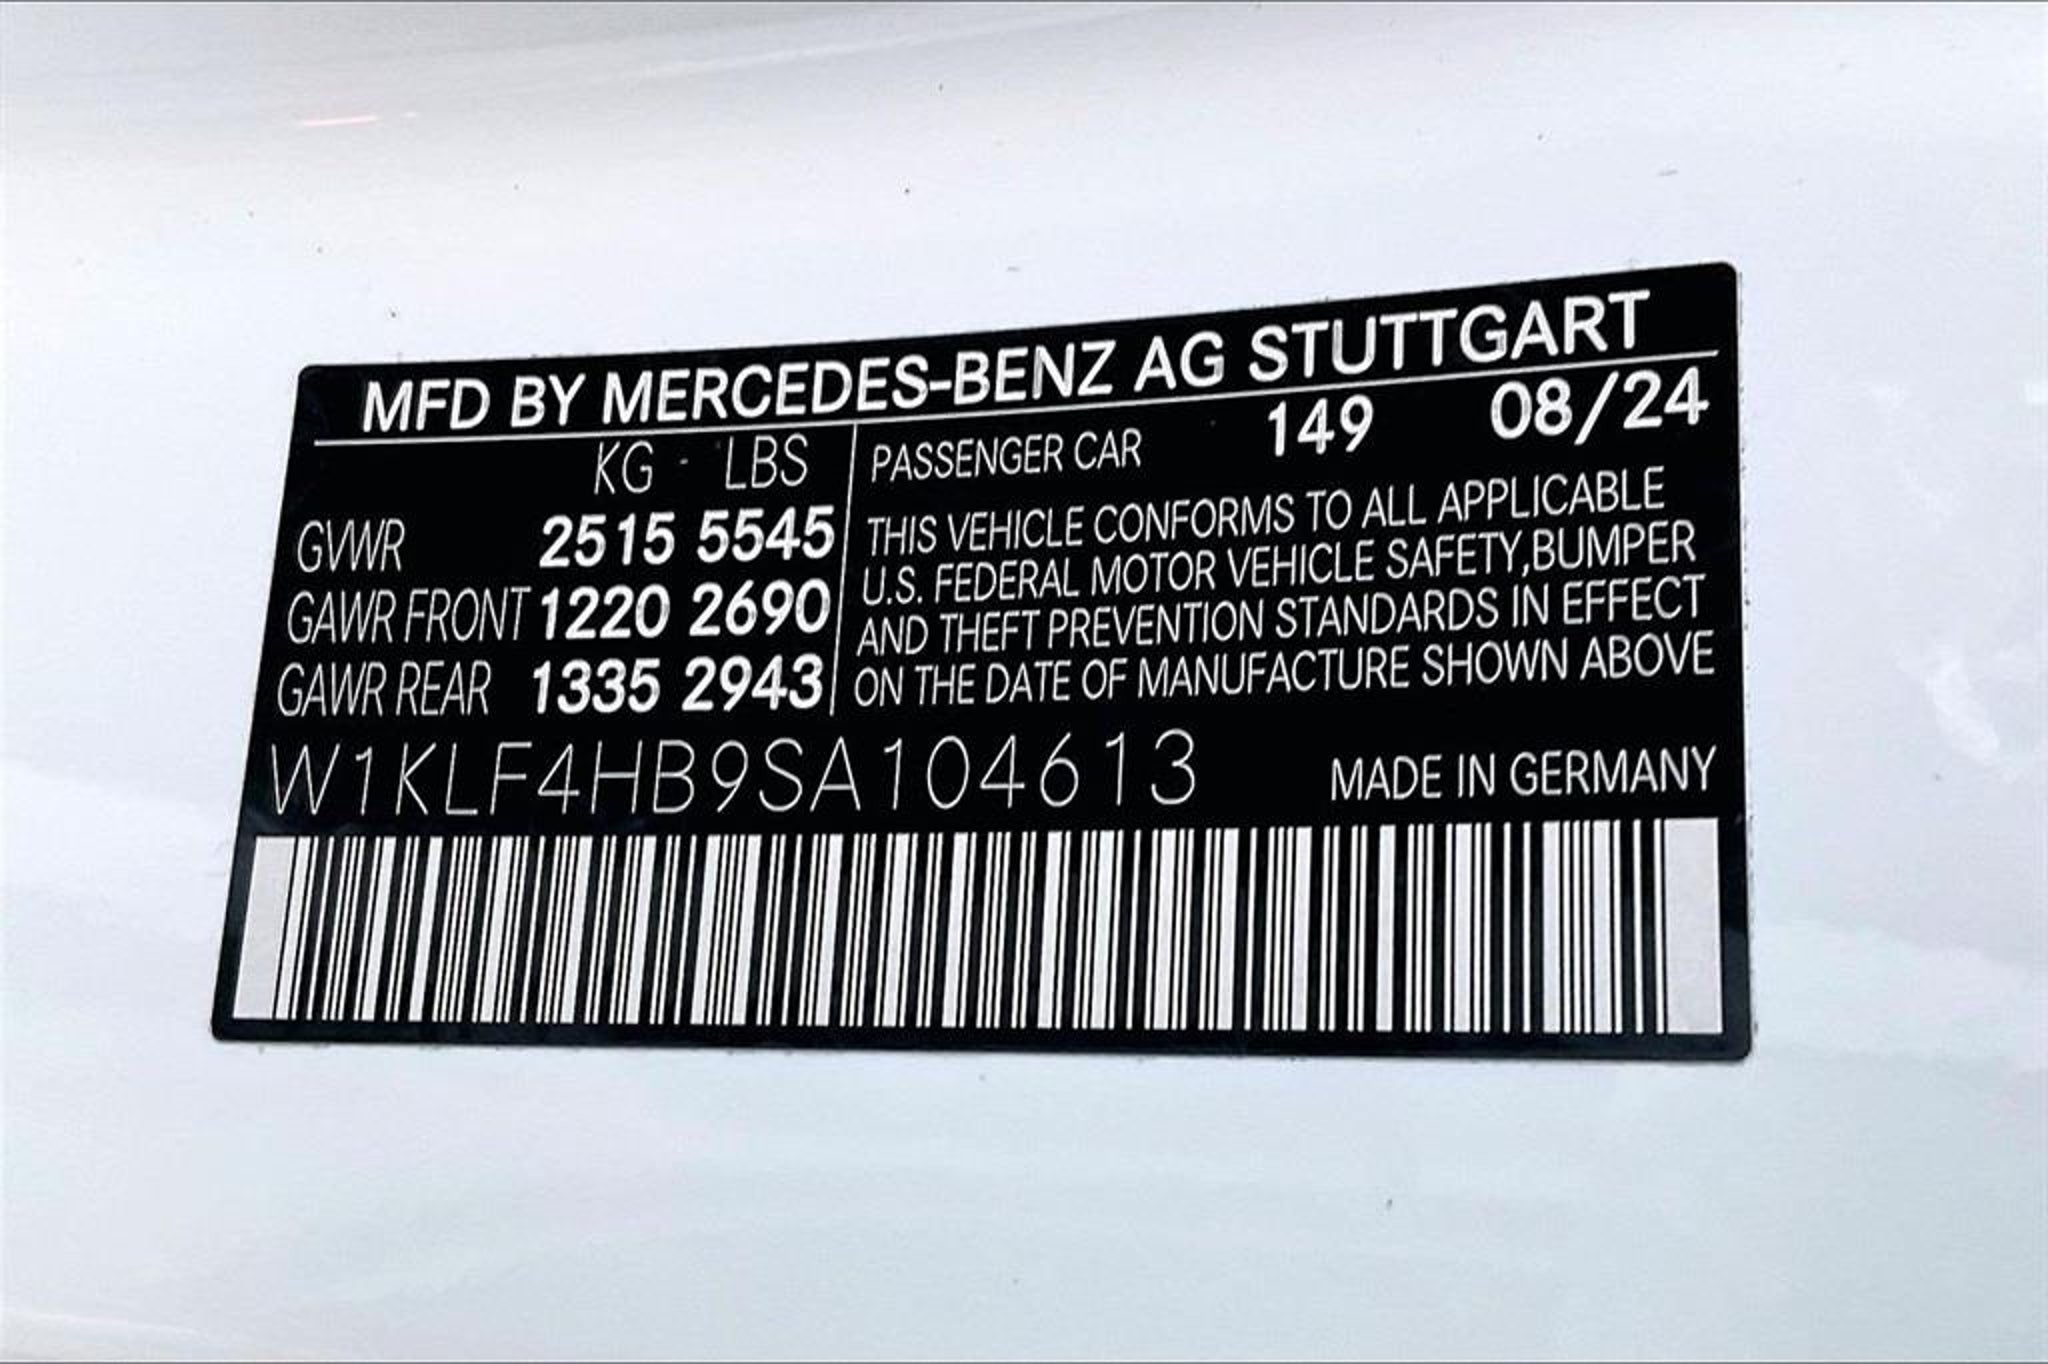 MFD BY MERCEDES-BENZ AG STUTTGART
KG - LBS
GVWR 2515 5545
GAWR FRONT 1220 2690
GAWR REAR 1335 2943
PASSENGER CAR 149 08/24
THIS VEHICLE CONFORMS TO ALL APPLICABLE
U.S. FEDERAL MOTOR VEHICLE SAFETY,BUMPER
AND THEFT PREVENTION STANDARDS IN EFFECT
ON THE DATE OF MANUFACTURE SHOWN ABOVE
W1KLF4HB9SA104613 MADE IN GERMANY